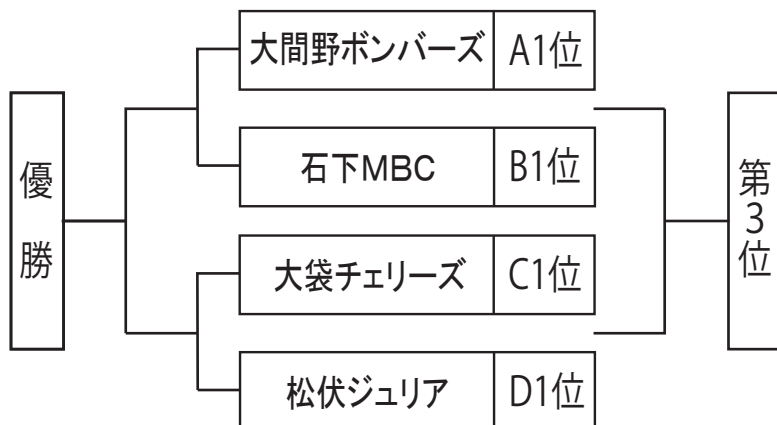 大間野ボンバーズ A1位
石下MBC B1位
大袋チェリーズ C1位
松伏ジュリア D1位
優勝
第3位